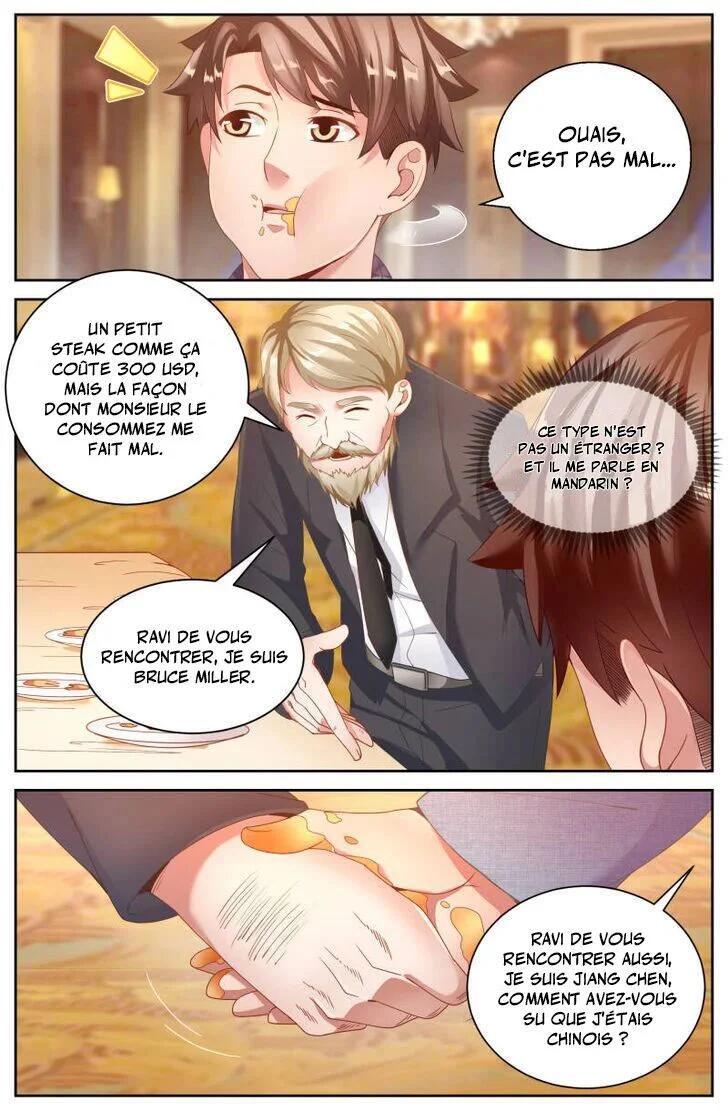 OUAIS,
C'EST PAS MAL...
UN PETIT
STEAK COMME ÇA
COÛTE 300 USD,
MAIS LA FAÇON
DONT MONSIEUR LE
CONSOMMEZ ME
FAIT MAL.
CE TYPE N'EST
PAS UN ÉTRANGER ?
ET IL ME PARLE EN
MANDARIN ?
RAVI DE VOUS
RENCONTRER, JE SUIS
BRUCE MILLER.
RAVI DE VOUS
RENCONTRER AUSSI,
JE SUIS JIANG CHEN,
COMMENT AVEZ-VOUS
SU QUE J'ÉTAIS
CHINOIS ?